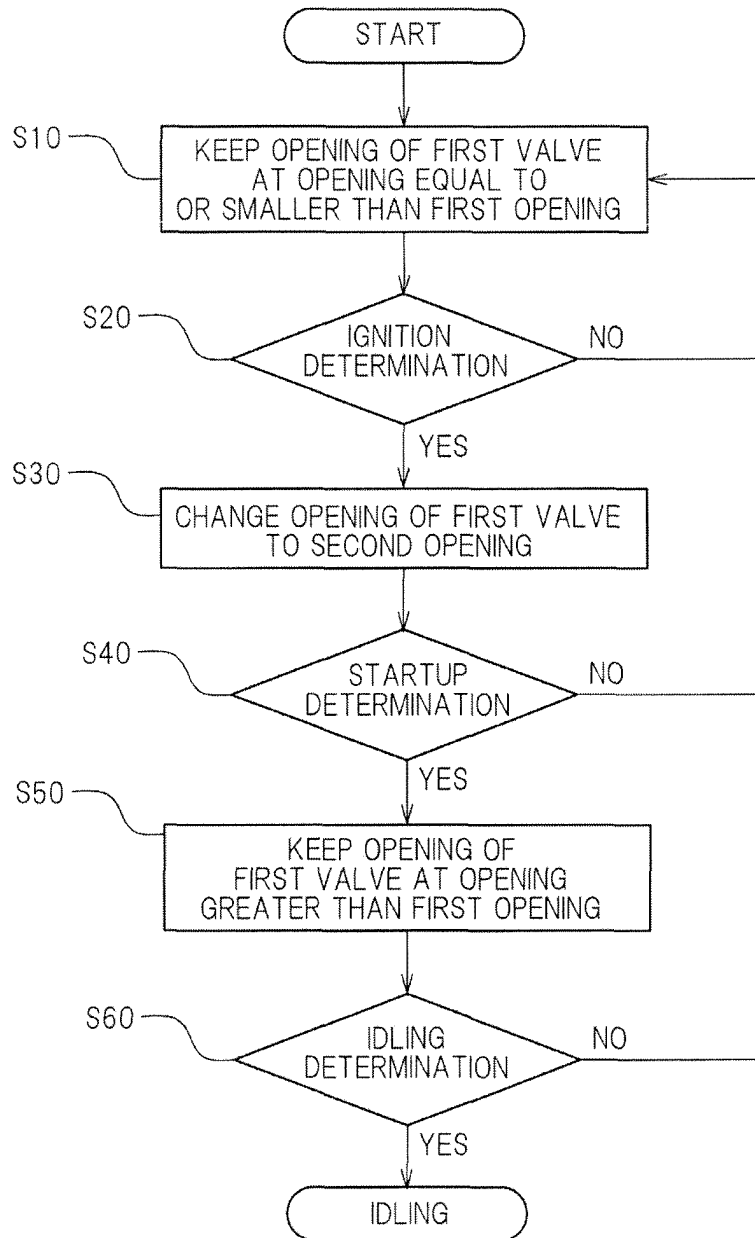 START
S10
KEEP OPENING OF FIRST VALVE
AT OPENING EQUAL TO
OR SMALLER THAN FIRST OPENING
S20
IGNITION
DETERMINATION
NO
YES
S30
CHANGE OPENING OF FIRST VALVE
TO SECOND OPENING
S40
STARTUP
DETERMINATION
NO
YES
S50
KEEP OPENING OF
FIRST VALVE AT OPENING
GREATER THAN FIRST OPENING
S60
IDLING
DETERMINATION
NO
YES
IDLING